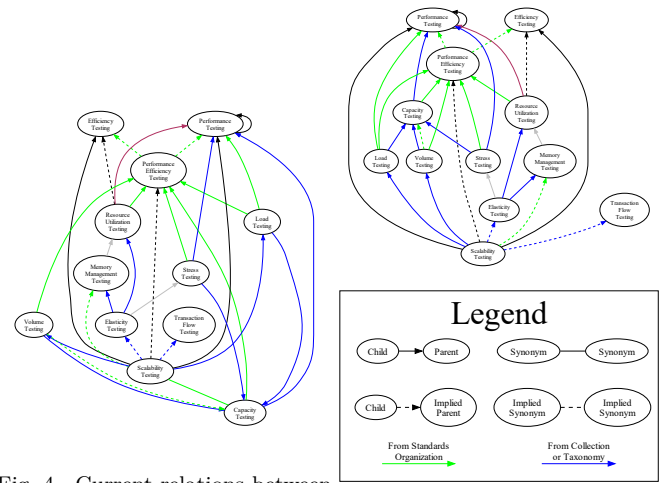 Efficiency
Testing
Performance
Testing
Performance
Efficiency
Testing
Resource
Utilization
Testing
Load
Testing
Memory
Management
Testing
Stress
Testing
Volume
Testing
Elasticity
Testing
Transaction
Flow
Testing
Scalability
Testing
Capacity
Testing
Fig. 4. Current relations between
Performance
Testing
Efficiency
Testing
Performance
Efficiency
Testing
Capacity
Testing
Resource
Utilization
Testing
Load
Testing
Volume
Testing
Stress
Testing
Memory
Management
Testing
Elasticity
Testing
Transaction
Flow
Testing
Scalability
Testing
Legend
Child
Parent
Synonym
Synonym
Child
Implied
Parent
Implied
Synonym
Implied
Synonym
From Standards
Organization
From Collection
or Taxonomy